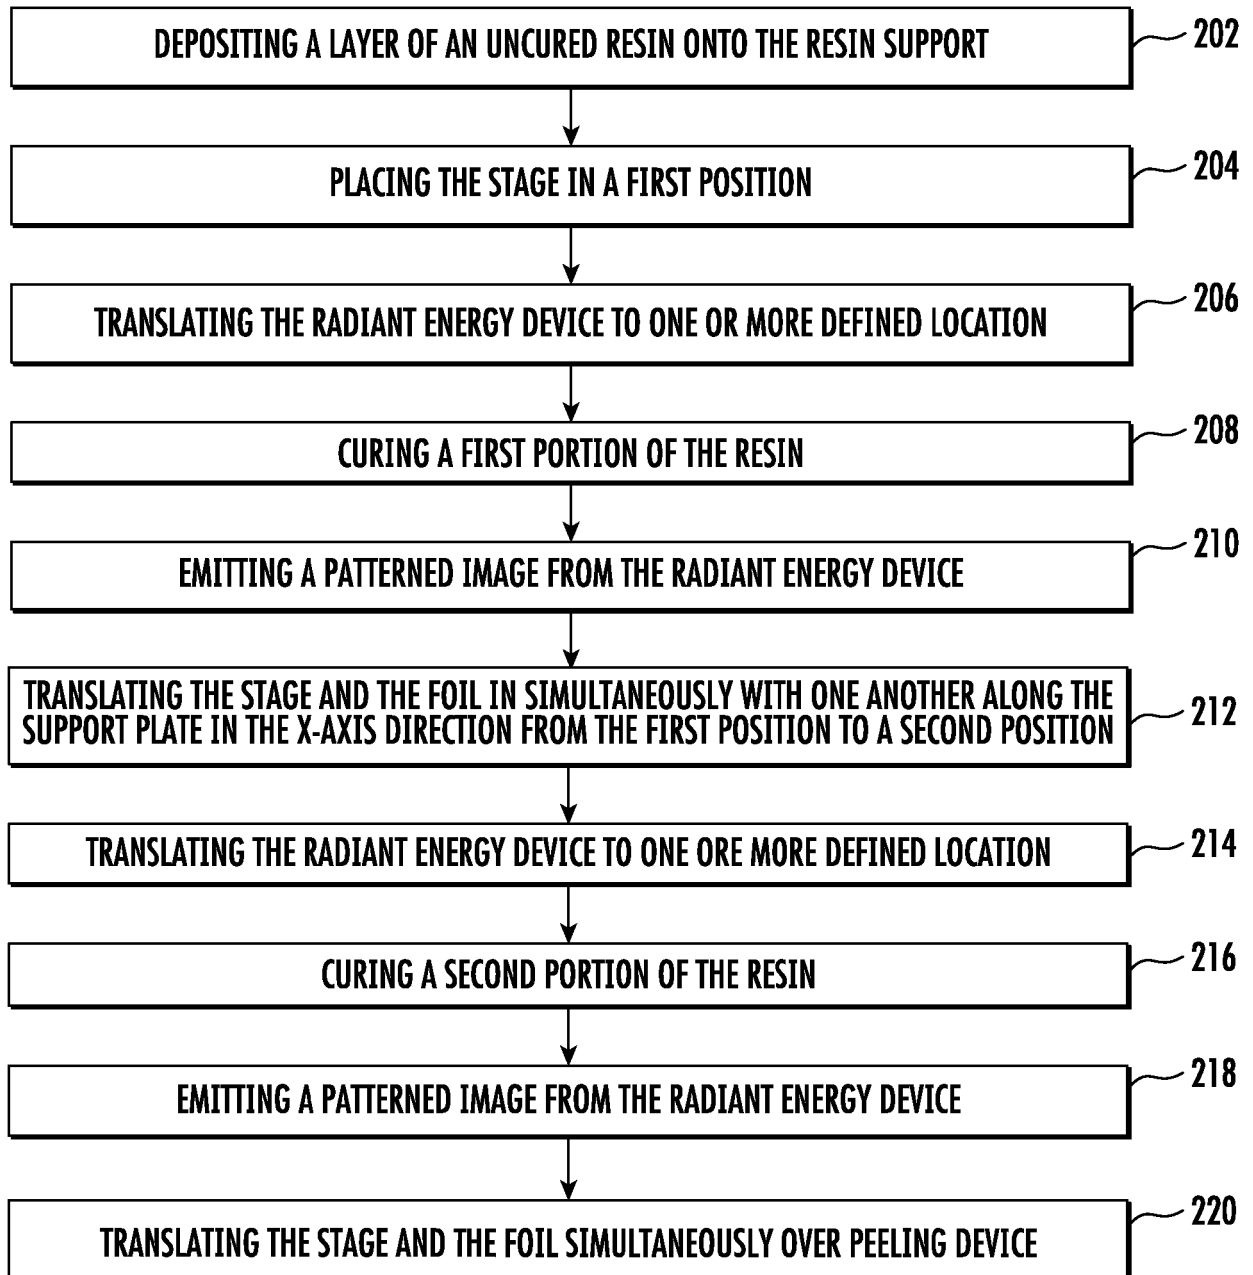 DEPOSITING A LAYER OF AN UNCURED RESIN ONTO THE RESIN SUPPORT
202
PLACING THE STAGE IN A FIRST POSITION
204
TRANSLATING THE RADIANT ENERGY DEVICE TO ONE OR MORE DEFINED LOCATION
206
CURING A FIRST PORTION OF THE RESIN
208
EMITTING A PATTERNED IMAGE FROM THE RADIANT ENERGY DEVICE
210
TRANSLATING THE STAGE AND THE FOIL IN SIMULTANEOUSLY WITH ONE ANOTHER ALONG THE
SUPPORT PLATE IN THE X-AXIS DIRECTION FROM THE FIRST POSITION TO A SECOND POSITION
212
TRANSLATING THE RADIANT ENERGY DEVICE TO ONE ORE MORE DEFINED LOCATION
214
CURING A SECOND PORTION OF THE RESIN
216
EMITTING A PATTERNED IMAGE FROM THE RADIANT ENERGY DEVICE
218
TRANSLATING THE STAGE AND THE FOIL SIMULTANEOUSLY OVER PEELING DEVICE
220